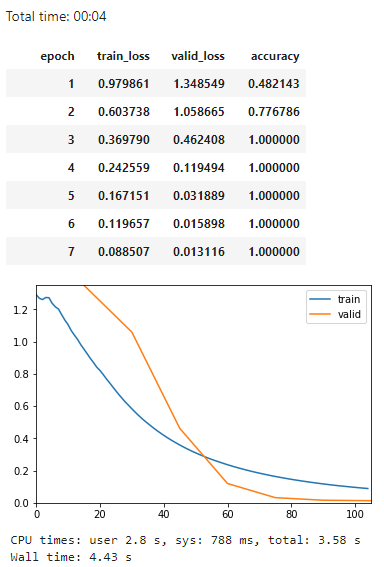 Total time: 00:04
epoch train_loss valid_loss accuracy
1 0.979861 1.348549 0.482143
2 0.603738 1.058665 0.776786
3 0.369790 0.462408 1.000000
4 0.242559 0.119494 1.000000
5 0.167151 0.031889 1.000000
6 0.119657 0.015898 1.000000
7 0.088507 0.013116 1.000000
train
valid
1.2
1.0
0.8
0.6
0.4
0.2
0.0
0 20 40 60 80 100
CPU times: user 2.8 s, sys: 788 ms, total: 3.58 s
Wall time: 4.43 s